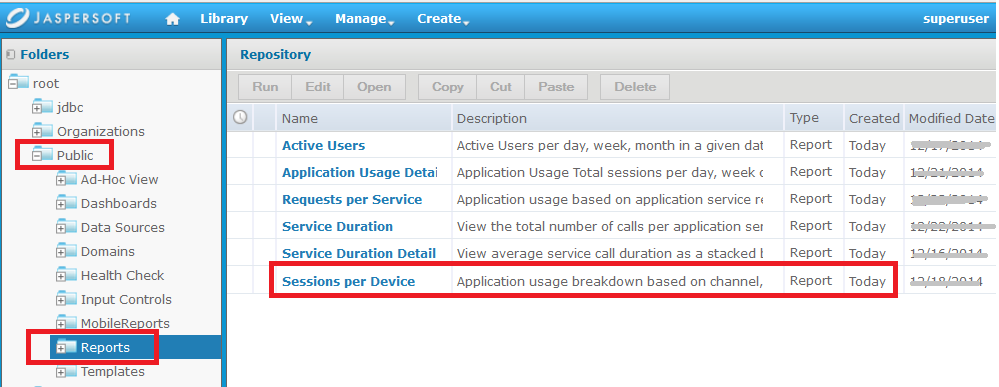 JASPERSOFT Library View Manage Create superuser
Folders
root
jdbc
Organizations
Public
Ad-Hoc View
Dashboards
Data Sources
Domains
Health Check
Input Controls
MobileReports
Reports
Templates
Repository
Run Edit Open Copy Cut Paste Delete
Name Description Type Created Modified Date
Active Users Active Users per day, week, month in a given dat Report Today
Application Usage Detai Application Usage Total sessions per day, week o Report Today 12/21/2014
Requests per Service Application usage based on application service re Report Today
Service Duration View the total number of calls per application ser Report Today 12/22/2014
Service Duration Detail View average service call duration as a stacked b Report Today 12/16/2014
Sessions per Device Application usage breakdown based on channel, Report Today 12/18/2014